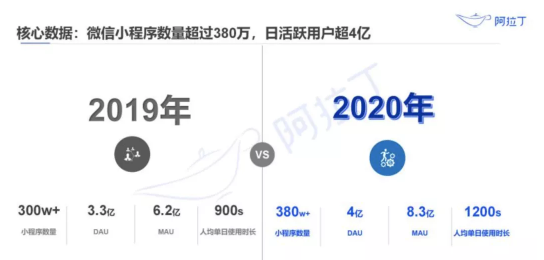 阿拉丁
核心数据：微信小程序数量超过380万，日活跃用户超4亿
2019年
VS
2020年
阿拉丁
300w+
3.3亿
6.2亿
900s
小程序数量
DAU
MAU
人均单日使用时长
380w+
4亿
8.3亿
1200s
小程序数量
DAU
MAU
人均单日使用时长